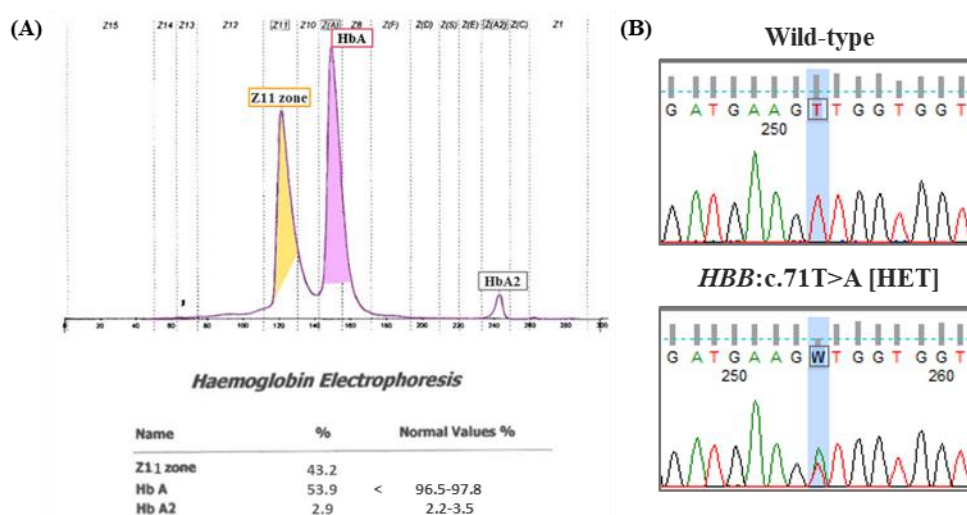 (A)
Z15 Z14 Z13 Z12 Z11 Z10 Z(A) Z8 Z(F) Z(D) Z(S) Z(E) Z(A2) Z(C) Z1
HbA
Z11 zone
HbA2
0 20 40 60 80 100 120 140 160 180 200 220 240 260 280 300
Haemoglobin Electrophoresis
Name % Normal Values %
Z11 zone 43.2
Hb A 53.9 < 96.5-97.8
Hb A2 2.9 2.2-3.5
(B)
Wild-type
G A T G A A G T T G G T G G T
250
HBB:c.71T>A [HET]
G A T G A A G W T G G T G G T
250 260